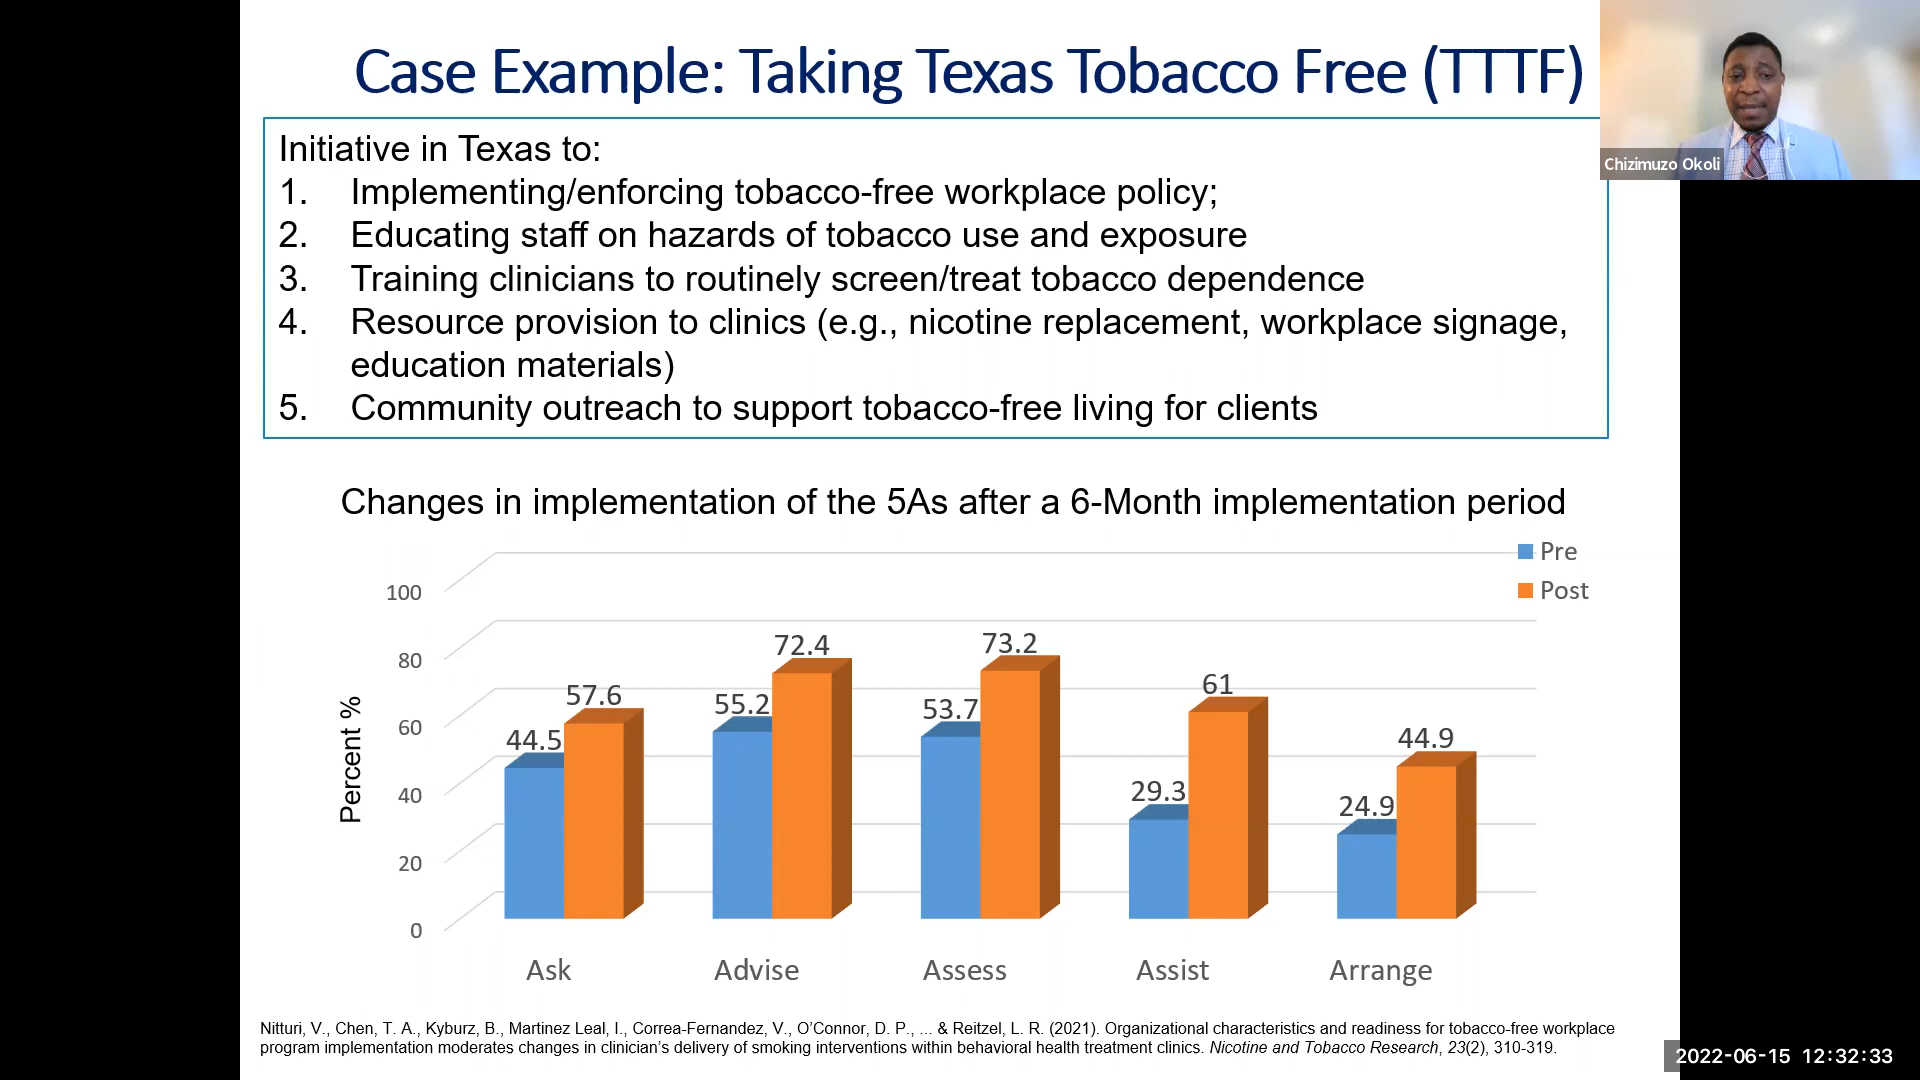 Case Example: Taking Texas Tobacco Free (TTTF)
Chizimuzo Okoli
Initiative in Texas to:
1. Implementing/enforcing tobacco-free workplace policy;
2. Educating staff on hazards of tobacco use and exposure
3. Training clinicians to routinely screen/treat tobacco dependence
4. Resource provision to clinics (e.g., nicotine replacement, workplace signage,
education materials)
5. Community outreach to support tobacco-free living for clients
Changes in implementation of the 5As after a 6-Month implementation period
Pre
Post
Percent %
100
80
60
40
20
0
44.5
57.6
55.2
72.4
53.7
73.2
29.3
61
24.9
44.9
Ask
Advise
Assess
Assist
Arrange
Nitturi, V., Chen, T. A., Kyburz, B., Martinez Leal, I., Correa-Fernandez, V., O’Connor, D. P., ... & Reitzel, L. R. (2021). Organizational characteristics and readiness for tobacco-free workplace
program implementation moderates changes in clinician’s delivery of smoking interventions within behavioral health treatment clinics. Nicotine and Tobacco Research, 23(2), 310-319.
2022-06-15 12:32:33